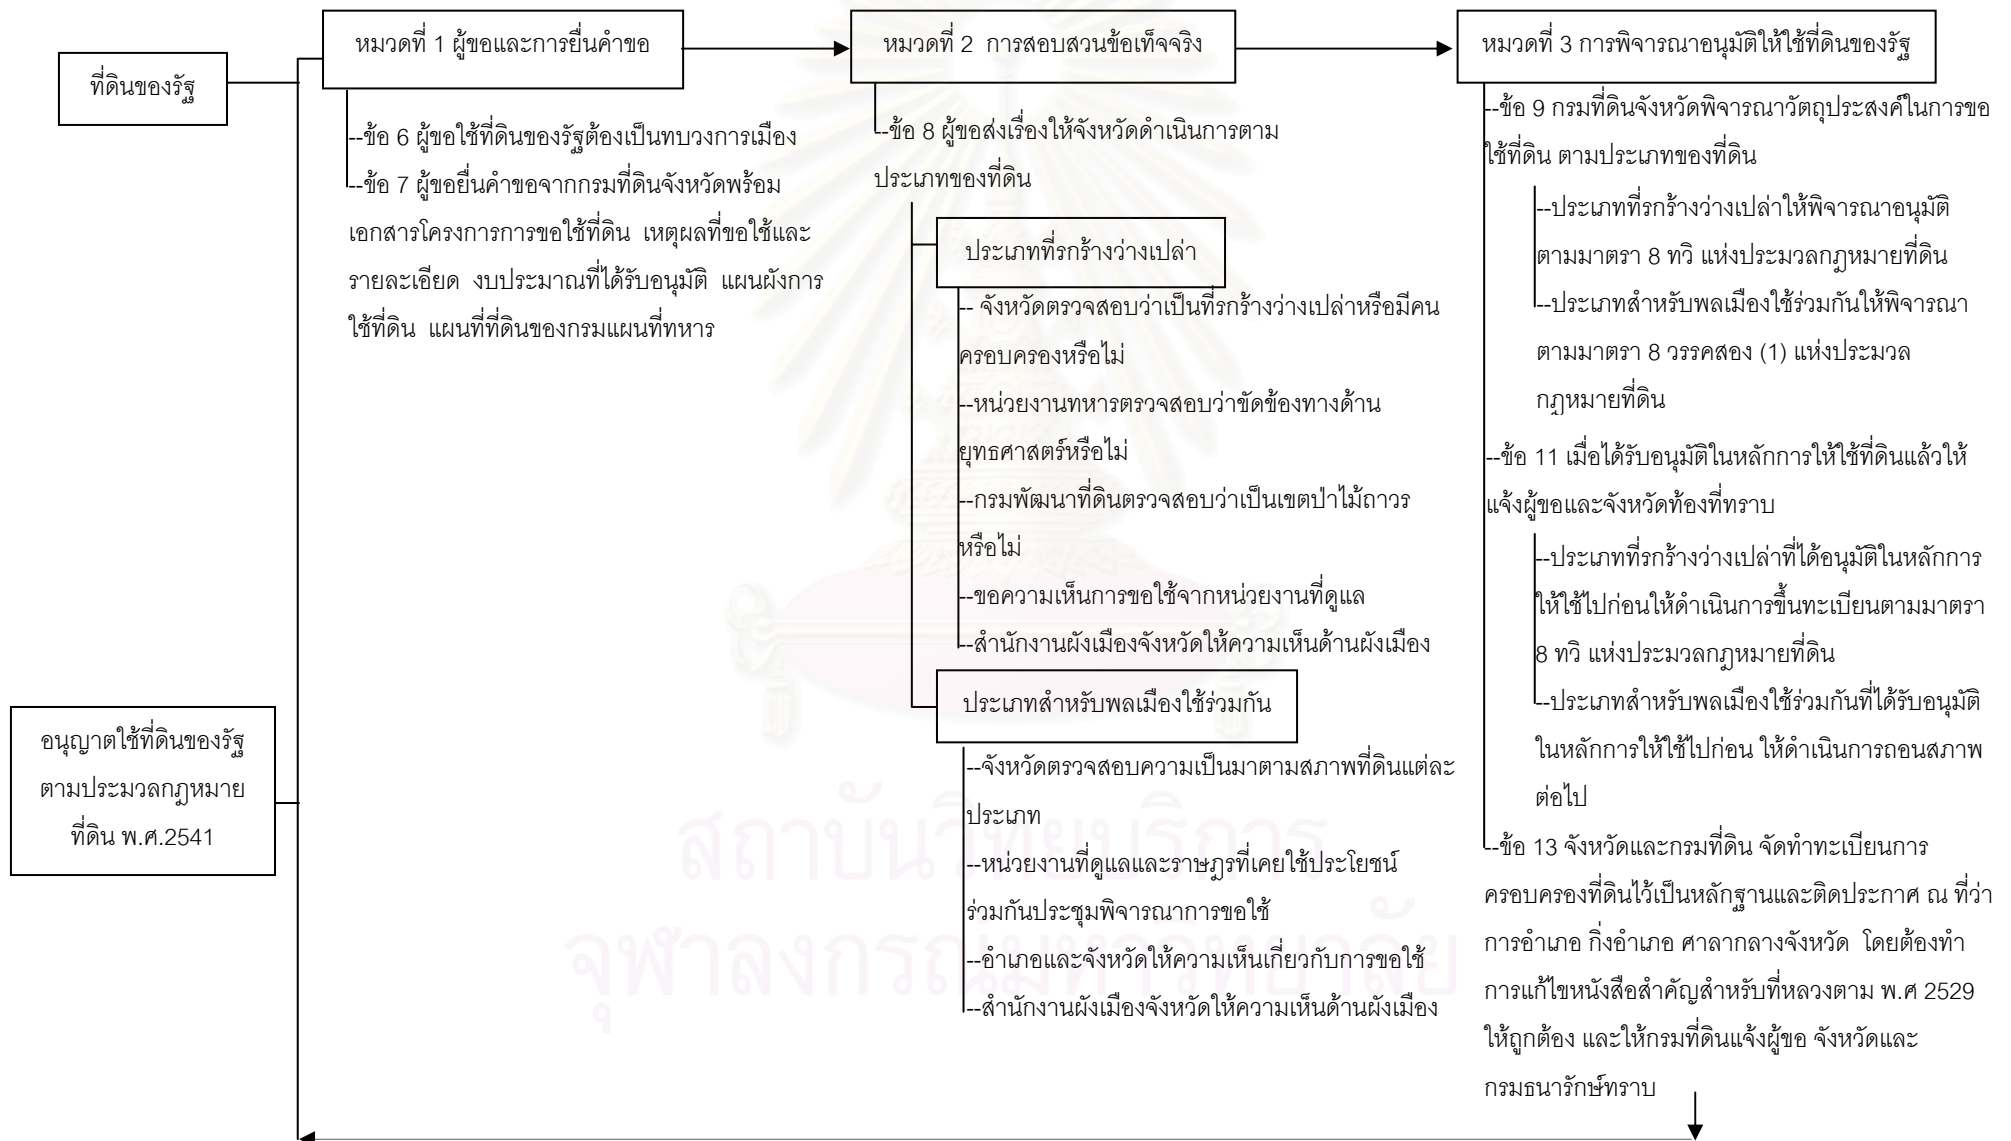 ที่ดินของรัฐ
อนุญาตใช้ที่ดินของรัฐ
ตามประมวลกฎหมาย
ที่ดิน พ.ศ.2541
หมวดที่ 1 ผู้ขอและการยื่นคำขอ
--ข้อ 6 ผู้ขอใช้ที่ดินของรัฐต้องเป็นทบวงการเมือง
--ข้อ 7 ผู้ขอยื่นคำขอจากกรมที่ดินจังหวัดพร้อม
เอกสารโครงการการขอใช้ที่ดิน เหตุผลที่ขอใช้และ
รายละเอียด งบประมาณที่ได้รับอนุมัติ แผนผังการ
ใช้ที่ดิน แผนที่ที่ดินของกรมแผนที่ทหาร
หมวดที่ 2 การสอบสวนข้อเท็จจริง
--ข้อ 8 ผู้ขอส่งเรื่องให้จังหวัดดำเนินการตาม
ประเภทของที่ดิน
ประเภทที่รกร้างว่างเปล่า
-- จังหวัดตรวจสอบว่าเป็นที่รกร้างว่างเปล่าหรือมีคน
ครอบครองหรือไม่
--หน่วยงานทหารตรวจสอบว่าขัดข้องทางด้าน
ยุทธศาสตร์หรือไม่
--กรมพัฒนาที่ดินตรวจสอบว่าเป็นเขตป่าไม้ถาวร
หรือไม่
--ขอความเห็นการขอใช้จากหน่วยงานที่ดูแล
--สำนักงานผังเมืองจังหวัดให้ความเห็นด้านผังเมือง
ประเภทสำหรับพลเมืองใช้ร่วมกัน
--จังหวัดตรวจสอบความเป็นมาตามสภาพที่ดินแต่ละ
ประเภท
--หน่วยงานที่ดูแลและราษฎรที่เคยใช้ประโยชน์
ร่วมกันประชุมพิจารณาการขอใช้
--อำเภอและจังหวัดให้ความเห็นเกี่ยวกับการขอใช้
--สำนักงานผังเมืองจังหวัดให้ความเห็นด้านผังเมือง
หมวดที่ 3 การพิจารณาอนุมัติให้ใช้ที่ดินของรัฐ
--ข้อ 9 กรมที่ดินจังหวัดพิจารณาวัตถุประสงค์ในการขอ
ใช้ที่ดิน ตามประเภทของที่ดิน
--ประเภทที่รกร้างว่างเปล่าให้พิจารณาอนุมัติ
ตามมาตรา 8 ทวิ แห่งประมวลกฎหมายที่ดิน
--ประเภทสำหรับพลเมืองใช้ร่วมกันให้พิจารณา
ตามมาตรา 8 วรรคสอง (1) แห่งประมวล
กฎหมายที่ดิน
--ข้อ 11 เมื่อได้รับอนุมัติในหลักการให้ใช้ที่ดินแล้วให้
แจ้งผู้ขอและจังหวัดท้องที่ทราบ
--ประเภทที่รกร้างว่างเปล่าที่ได้อนุมัติในหลักการ
ให้ใช้ไปก่อนให้ดำเนินการขึ้นทะเบียนตามมาตรา
8 ทวิ แห่งประมวลกฎหมายที่ดิน
--ประเภทสำหรับพลเมืองใช้ร่วมกันที่ได้รับอนุมัติ
ในหลักการให้ใช้ไปก่อน ให้ดำเนินการถอนสภาพ
ต่อไป
--ข้อ 13 จังหวัดและกรมที่ดิน จัดทำทะเบียนการ
ครอบครองที่ดินไว้เป็นหลักฐานและติดประกาศ ณ ที่ว่า
การอำเภอ กิ่งอำเภอ ศาลากลางจังหวัด โดยต้องทำ
การแก้ไขหนังสือสำคัญสำหรับที่หลวงตาม พ.ศ 2529
ให้ถูกต้อง และให้กรมที่ดินแจ้งผู้ขอ จังหวัดและ
กรมธนารักษ์ทราบ
สถาบันวิทยบริการ
จุฬาลงกรณ์มหาวิทยาลัย